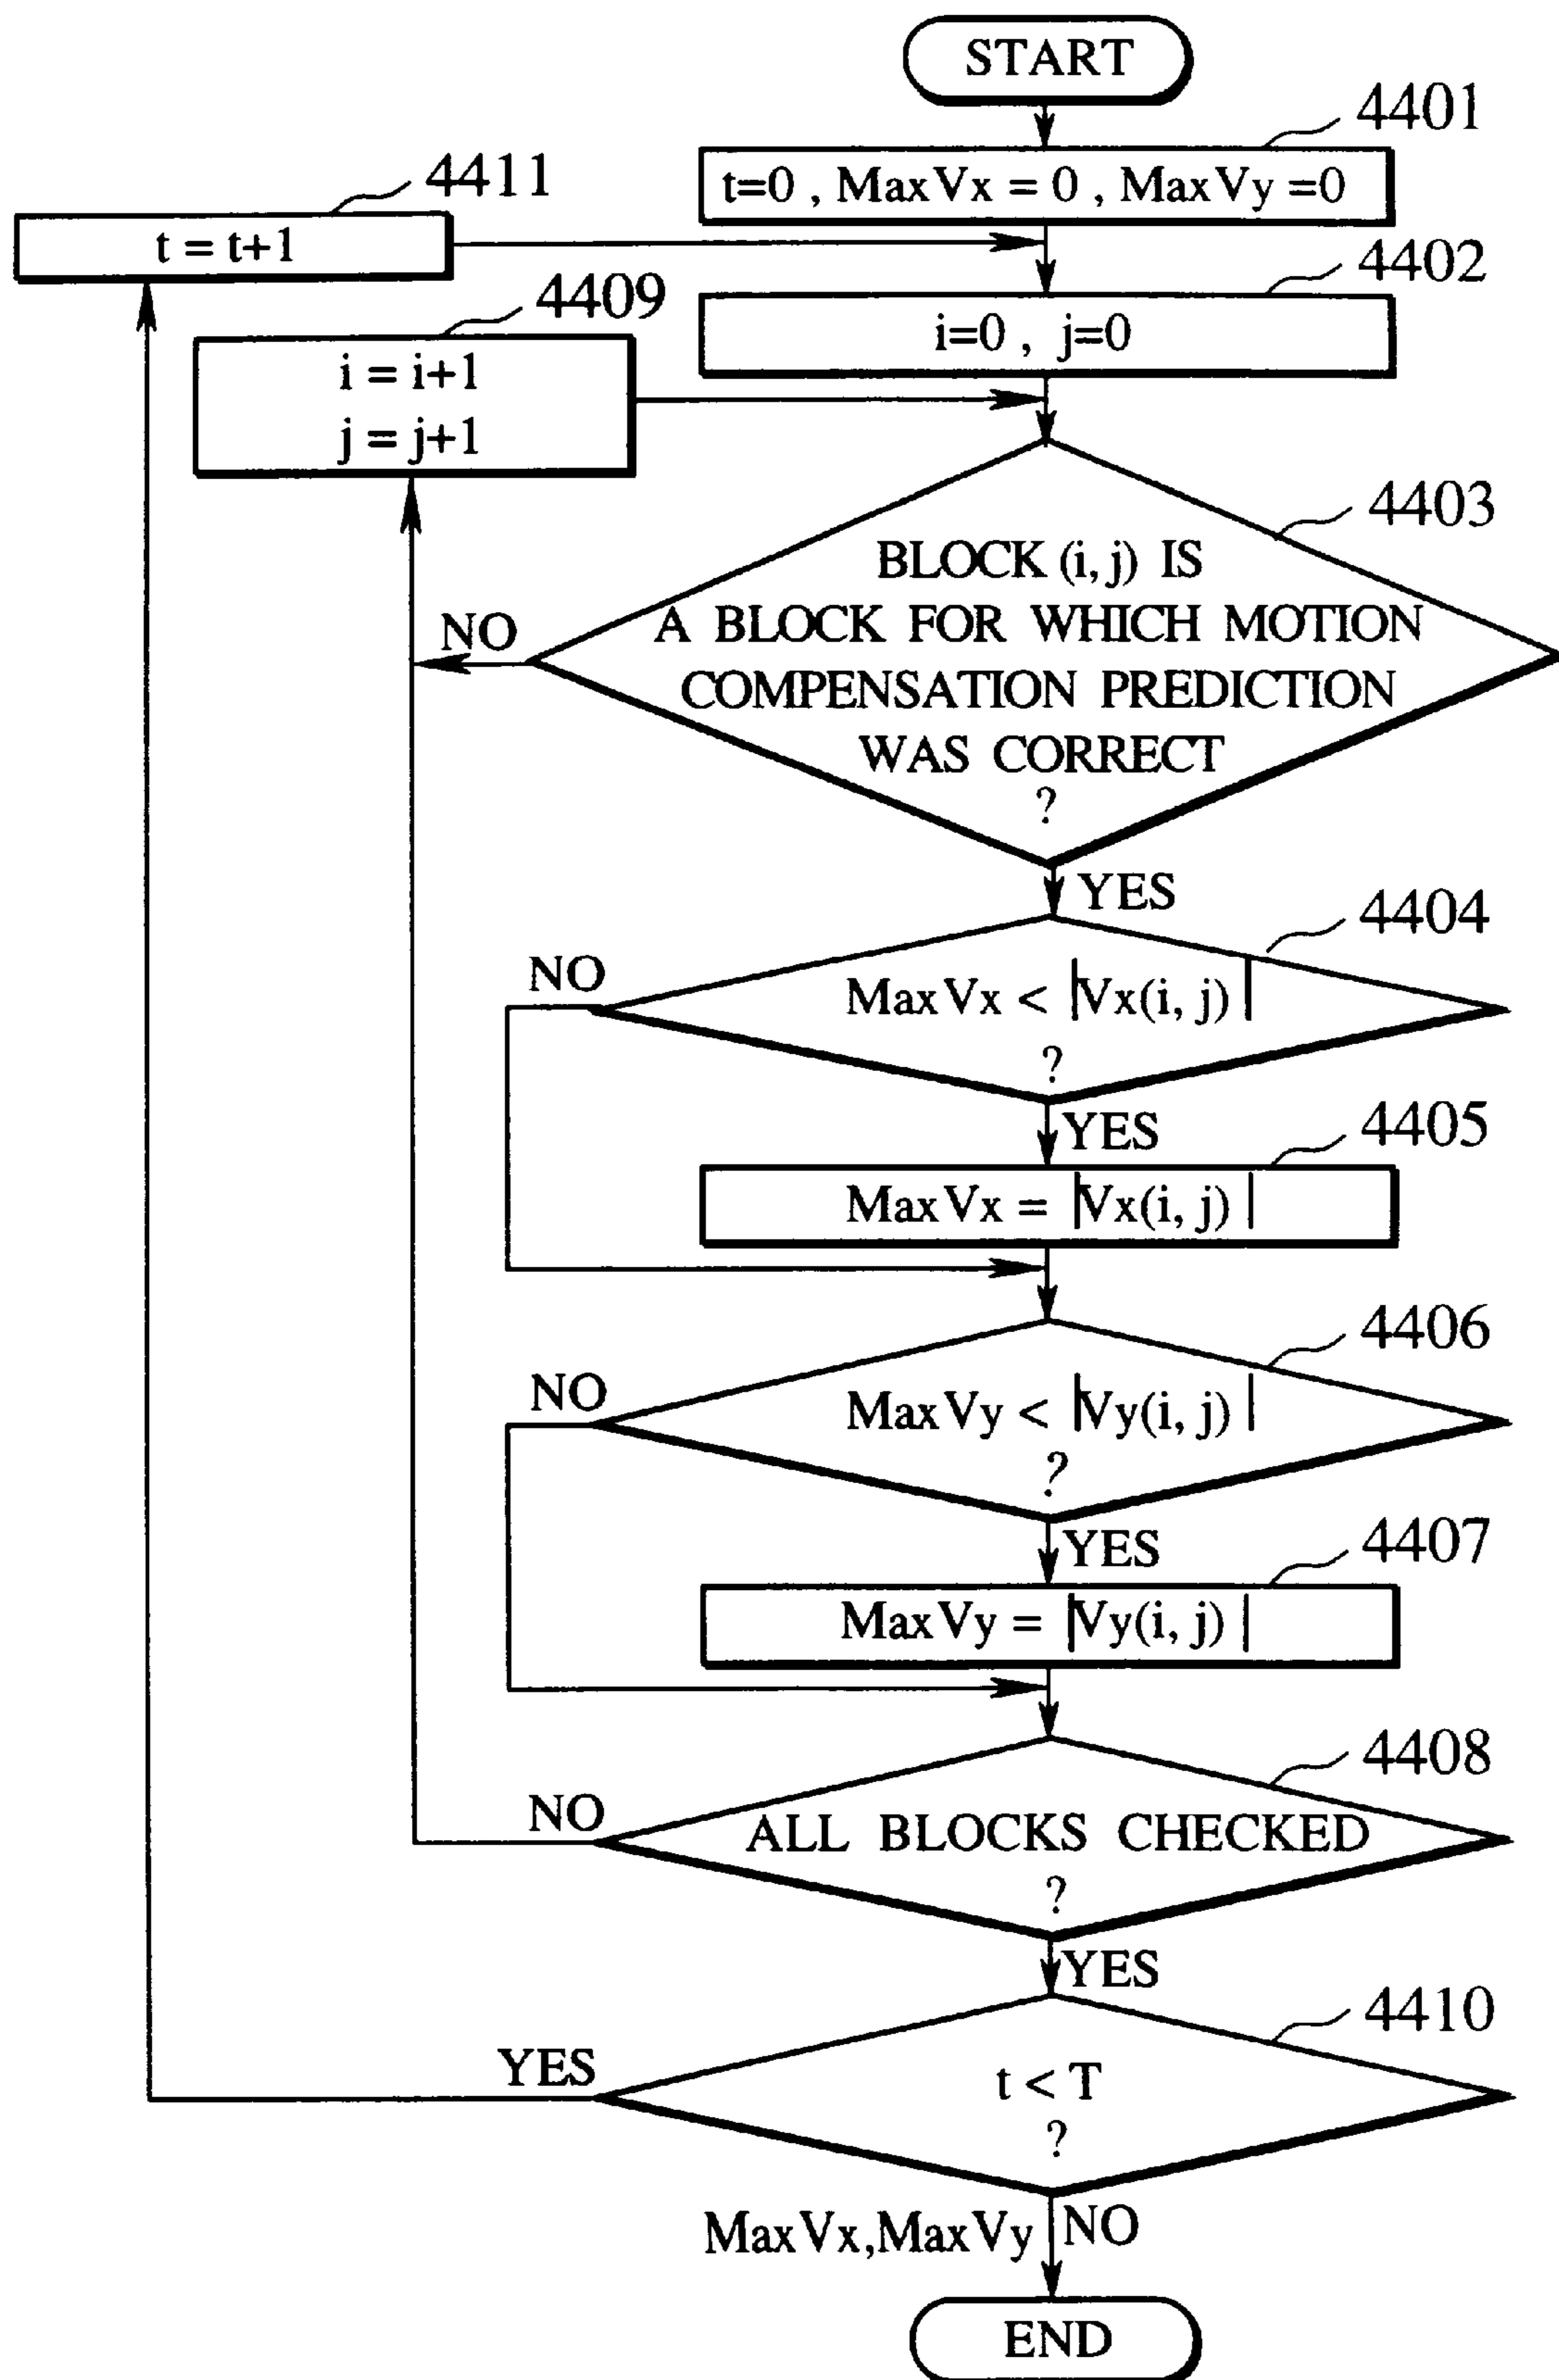 START
4401
t=0 , MaxVx = 0 , MaxVy =0
4411
t = t+1
4402
i=0 , j=0
4409
i = i+1
j = j+1
4403
BLOCK (i, j) IS
A BLOCK FOR WHICH MOTION
COMPENSATION PREDICTION
WAS CORRECT
?
NO
YES
4404
NO
MaxVx < |Vx(i, j)|
?
YES
4405
MaxVx = |Vx(i, j)|
4406
NO
MaxVy < |Vy(i, j)|
?
YES
4407
MaxVy = |Vy(i, j)|
4408
NO
ALL BLOCKS CHECKED
?
YES
4410
YES
t < T
?
MaxVx,MaxVy NO
END